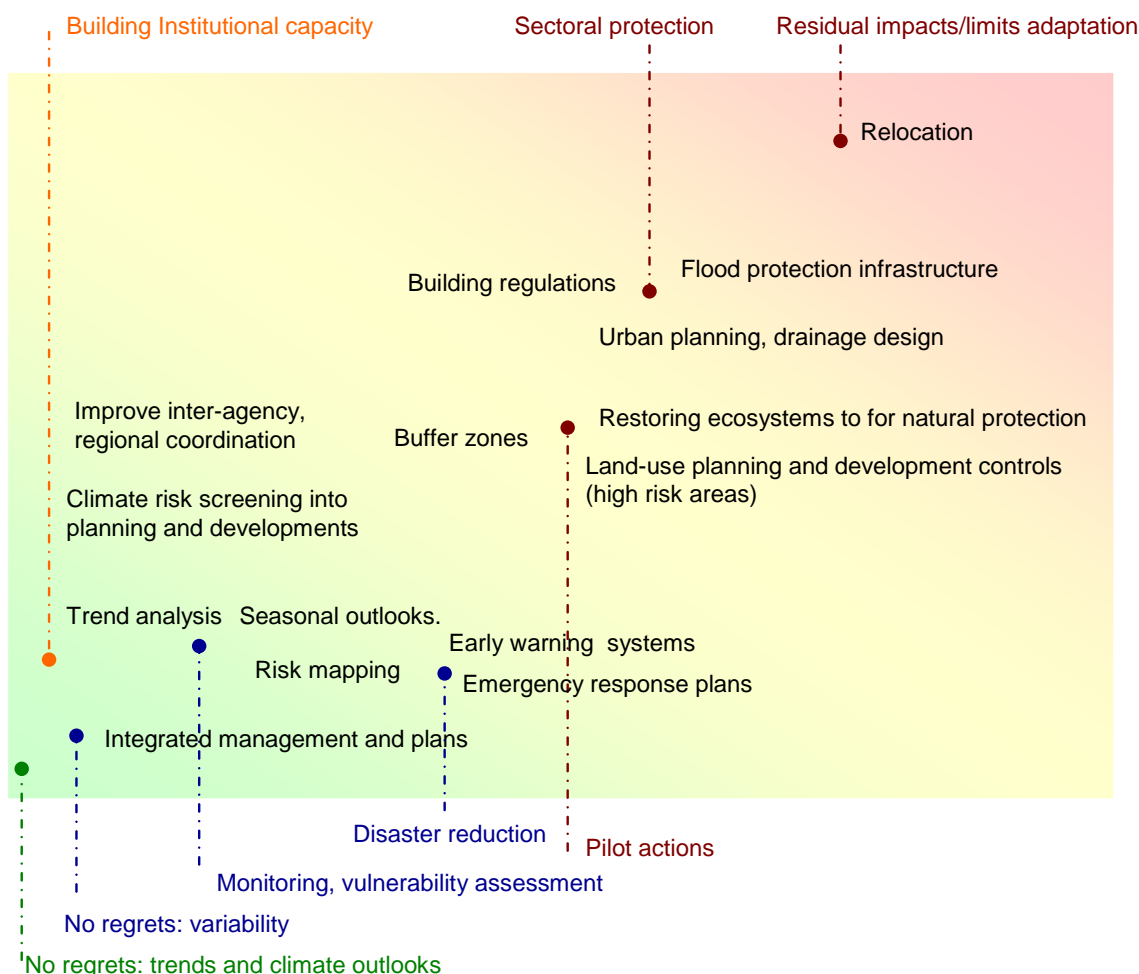 Building Institutional capacity
Sectoral protection
Residual impacts/limits adaptation
Relocation
Flood protection infrastructure
Building regulations
Urban planning, drainage design
Improve inter-agency,
regional coordination
Restoring ecosystems to for natural protection
Buffer zones
Land-use planning and development controls
(high risk areas)
Climate risk screening into
planning and developments
Trend analysis
Seasonal outlooks.
Early warning systems
Risk mapping
Emergency response plans
Integrated management and plans
Disaster reduction
Pilot actions
Monitoring, vulnerability assessment
No regrets: variability
No regrets: trends and climate outlooks